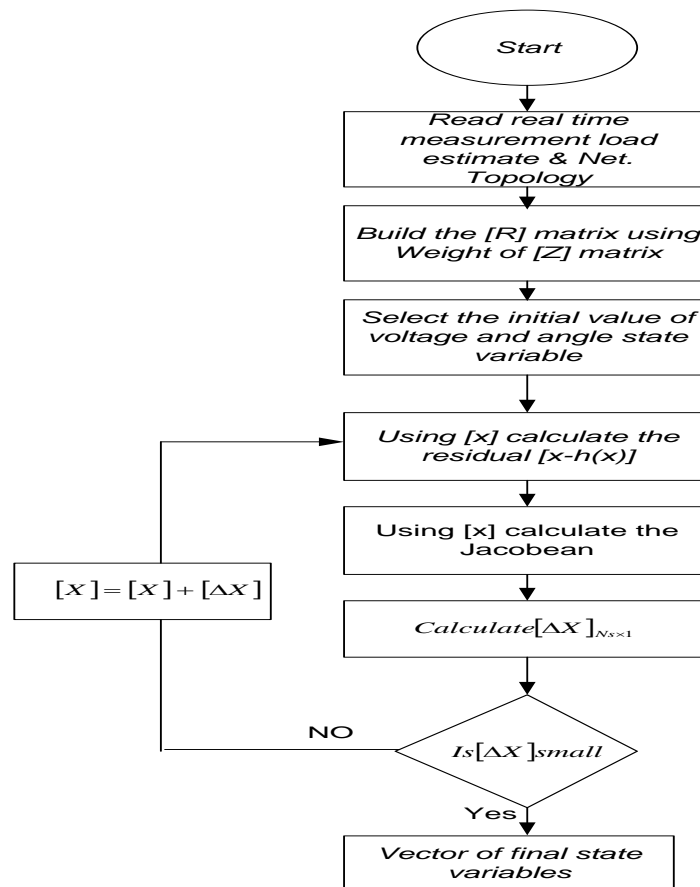 Start
Read real time
measurement load
estimate & Net.
Topology
Build the [R] matrix using
Weight of [Z] matrix
Select the initial value of
voltage and angle state
variable
Using [x] calculate the
residual [x-h(x)]
Using [x] calculate the
Jacobean
[X]=[X]+[ΔX]
Calculate[ΔX]Ns×1
NO
Is[ΔX]small
Yes
Vector of final state
variables